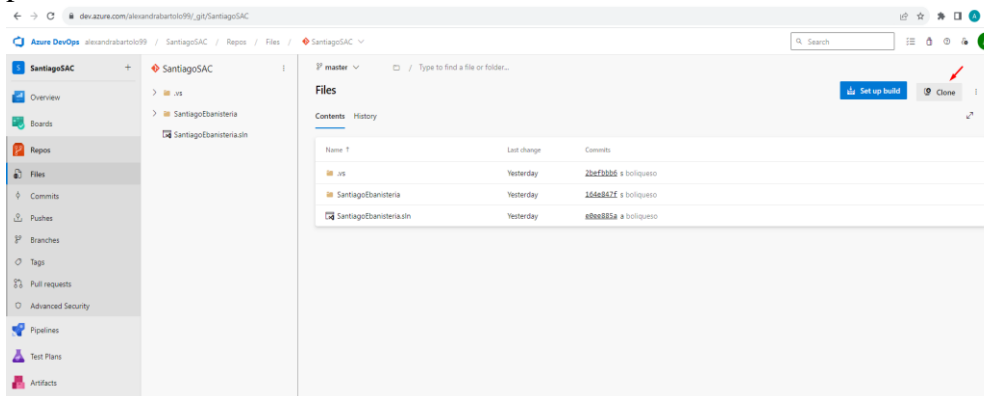 dev.azure.com/alexandrabartolo99/_git/SantiagoSAC
Azure DevOps alexandrabartolo99 / SantiagoSAC / Repos / Files / SantiagoSAC
Search
S SantiagoSAC +
Overview
Boards
Repos
Files
Commits
Pushes
Branches
Tags
Pull requests
Advanced Security
Pipelines
Test Plans
Artifacts
SantiagoSAC
.vs
SantiagoEbanisteria
SantiagoEbanisteria.sln
master / Type to find a file or folder...
Files
Set up build
Clone
Contents History
Name ↑ Last change Commits
.vs Yesterday 2befbbb6 s boliqueso
SantiagoEbanisteria Yesterday 164e847f s boliqueso
SantiagoEbanisteria.sln Yesterday e0ee885a a boliqueso